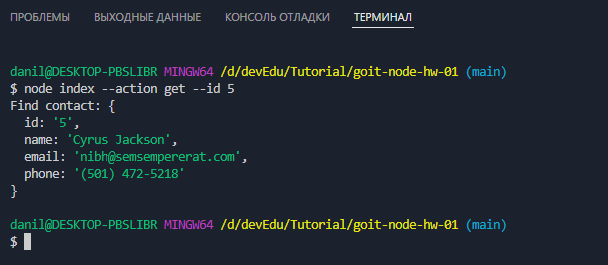 ПРОБЛЕМЫ ВЫХОДНЫЕ ДАННЫЕ КОНСОЛЬ ОТЛАДКИ ТЕРМИНАЛ
danil@DESKTOP-PBSLIBR MINGW64 /d/devEdu/Tutorial/goit-node-hw-01 (main)
$ node index --action get --id 5
Find contact: {
  id: '5',
  name: 'Cyrus Jackson',
  email: 'nibh@semsempererat.com',
  phone: '(501) 472-5218'
}
danil@DESKTOP-PBSLIBR MINGW64 /d/devEdu/Tutorial/goit-node-hw-01 (main)
$